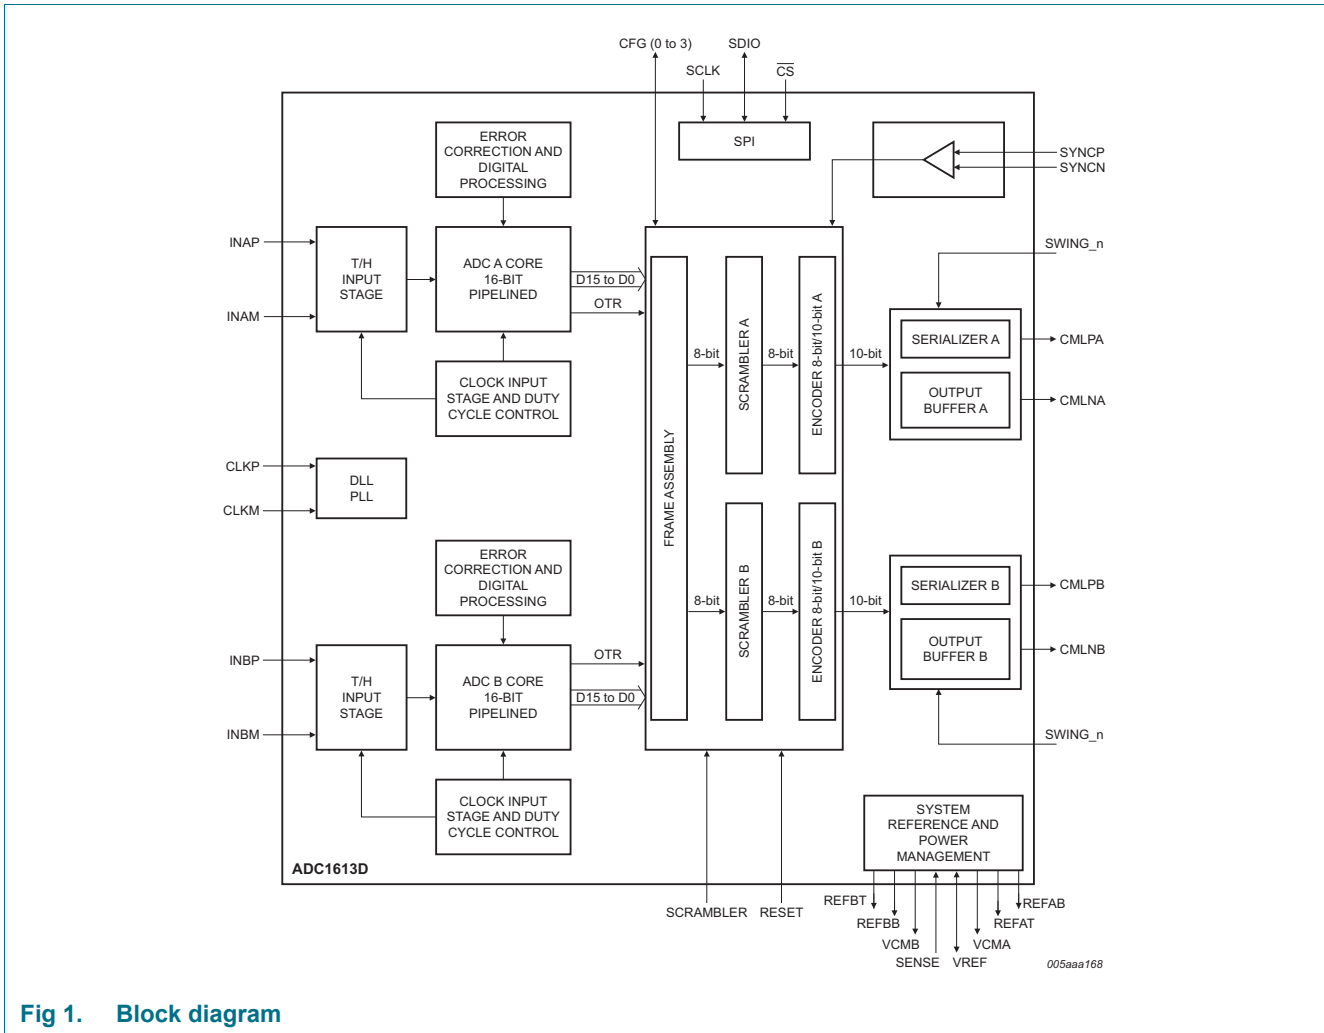 CFG (0 to 3)
SDIO
SCLK
CS
ERROR
CORRECTION AND
DIGITAL
PROCESSING
SPI
SYNCP
SYNCN
INAP
INAM
T/H
INPUT
STAGE
ADC A CORE
16-BIT
PIPELINED
D15 to D0
OTR
SWING_n
CLOCK INPUT
STAGE AND DUTY
CYCLE CONTROL
FRAME ASSEMBLY
8-bit
SCRAMBLER A
8-bit
ENCODER 8-bit/10-bit A
10-bit
SERIALIZER A
OUTPUT
BUFFER A
CMLPA
CMLNA
CLKP
CLKM
DLL
PLL
ERROR
CORRECTION AND
DIGITAL
PROCESSING
INBP
INBM
T/H
INPUT
STAGE
ADC B CORE
16-BIT
PIPELINED
OTR
D15 to D0
8-bit
SCRAMBLER B
8-bit
ENCODER 8-bit/10-bit B
10-bit
SERIALIZER B
OUTPUT
BUFFER B
CMLPB
CMLNB
SWING_n
CLOCK INPUT
STAGE AND DUTY
CYCLE CONTROL
SYSTEM
REFERENCE AND
POWER
MANAGEMENT
ADC1613D
SCRAMBLER
RESET
REFBT
REFBB
VCMB
SENSE
VREF
VCMA
REFAT
REFAB
005aaa168
Fig 1. Block diagram